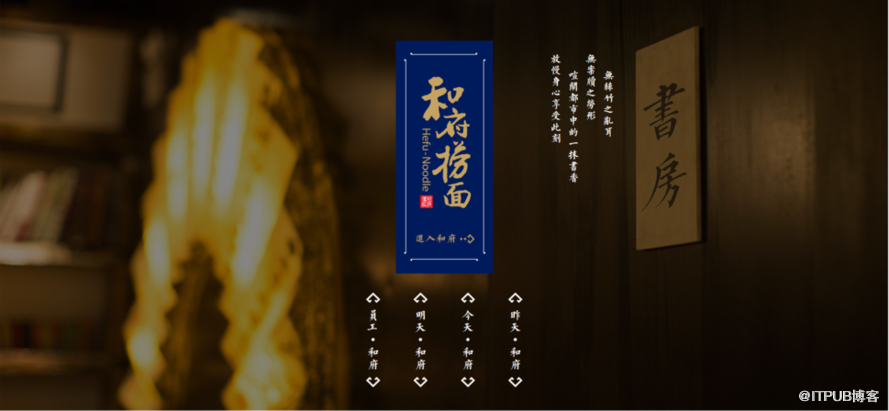 書房
無絲竹之亂耳
無案牘之勞形
喧鬧都市中的一抹書香
放慢身心享受此刻
和府撈面
Hefu-Noodle
進入和府
昨天·和府
今天·和府
明天·和府
員工·和府
@ITPUB博客